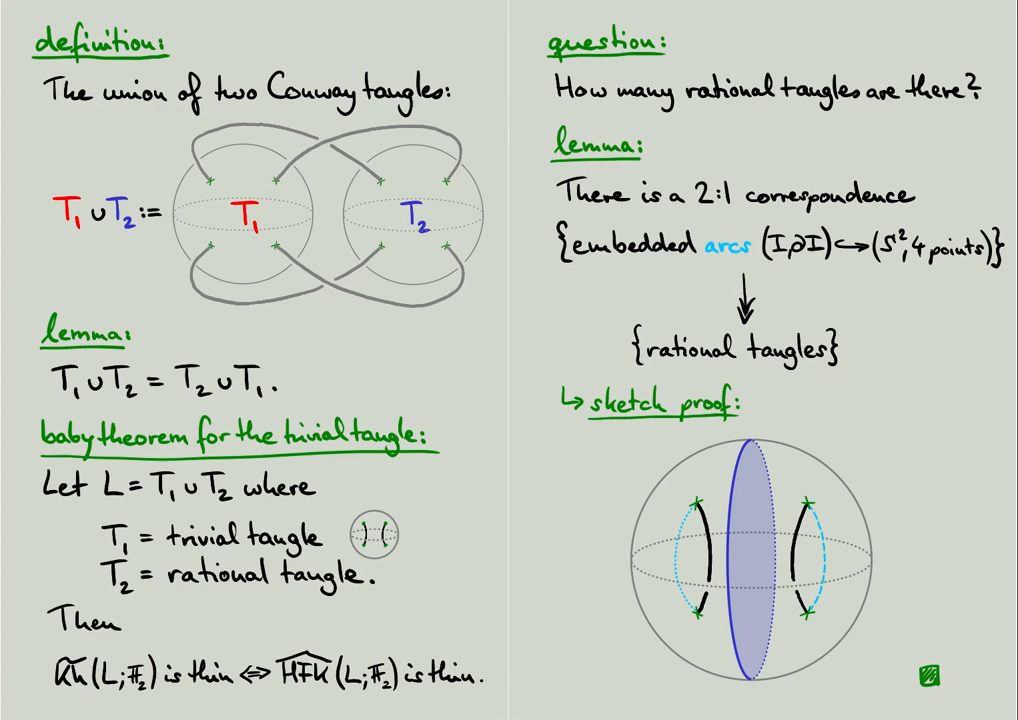 definition:
The union of two Conway tangles:
T₁ ∪ T₂ :=
T₁
T₂
lemma:
T₁ ∪ T₂ = T₂ ∪ T₁.
baby theorem for the trivial tangle:
Let L = T₁ ∪ T₂ where
T₁ = trivial tangle
T₂ = rational tangle.
Then
K̃h(L; 𝔽₂) is thin ⇔ ĤFK(L; 𝔽₂) is thin.
question:
How many rational tangles are there?
lemma:
There is a 2:1 correspondence
{embedded arcs (I,∂I) ↪ (S², 4 points)}
{rational tangles}
↳ sketch proof: